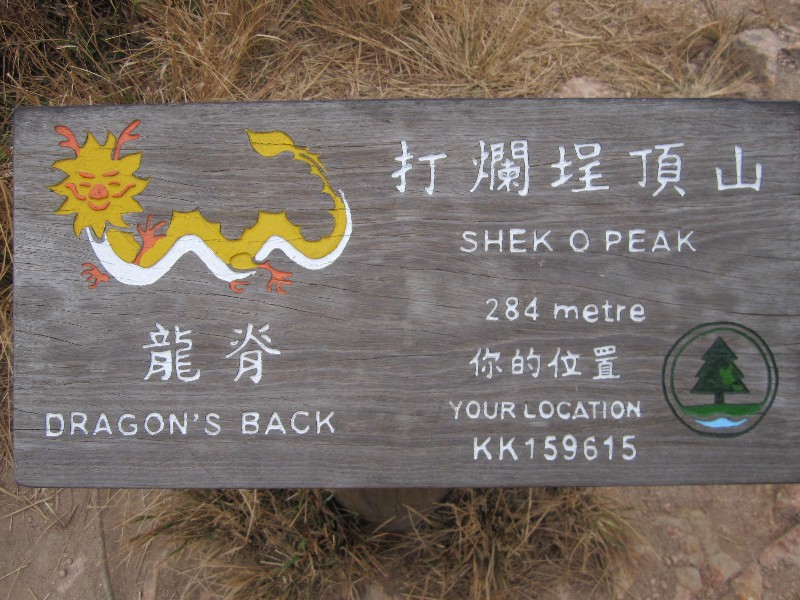 龍脊
DRAGON'S BACK
打爛埕頂山
SHEK O PEAK
284 metre
你的位置
YOUR LOCATION
KK159615